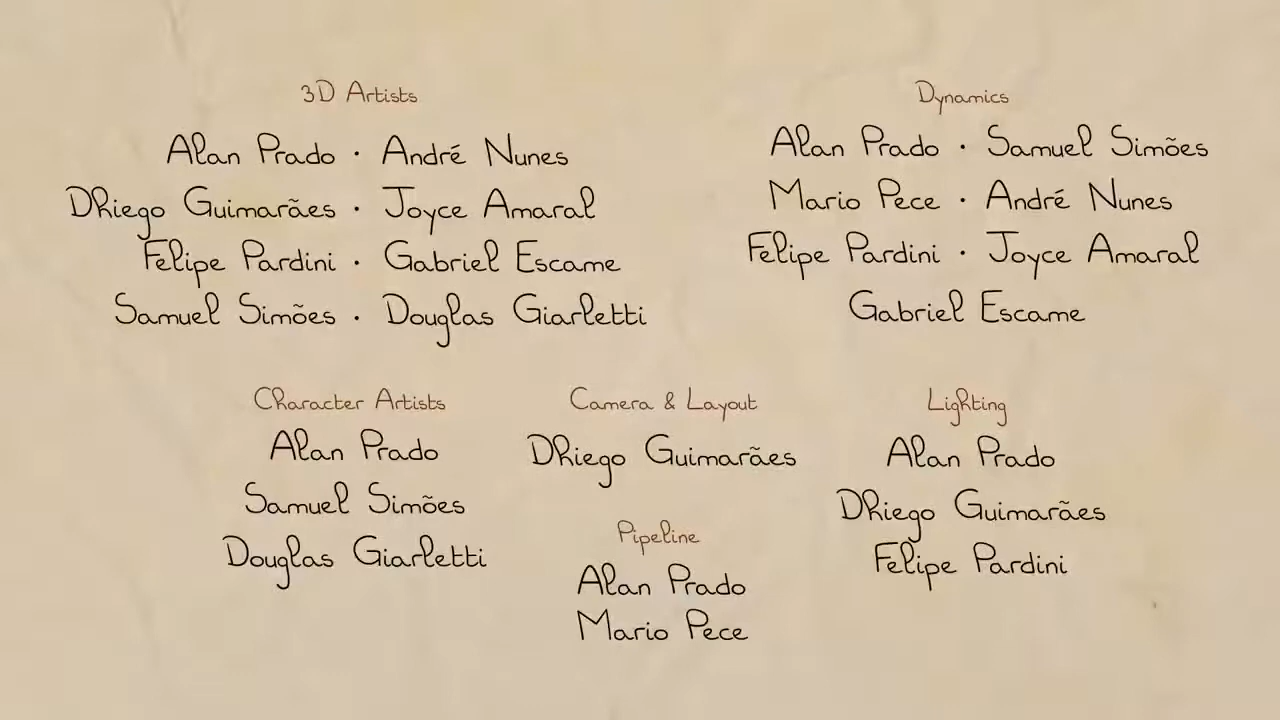 3D Artists
Alan Prado · André Nunes
Dhiego Guimarães · Joyce Amaral
Felipe Pardini · Gabriel Escame
Samuel Simões · Douglas Giarletti
Dynamics
Alan Prado · Samuel Simões
Mario Pece · André Nunes
Felipe Pardini · Joyce Amaral
Gabriel Escame
Character Artists
Alan Prado
Samuel Simões
Douglas Giarletti
Camera & Layout
Dhiego Guimarães
Pipeline
Alan Prado
Mario Pece
Lighting
Alan Prado
Dhiego Guimarães
Felipe Pardini